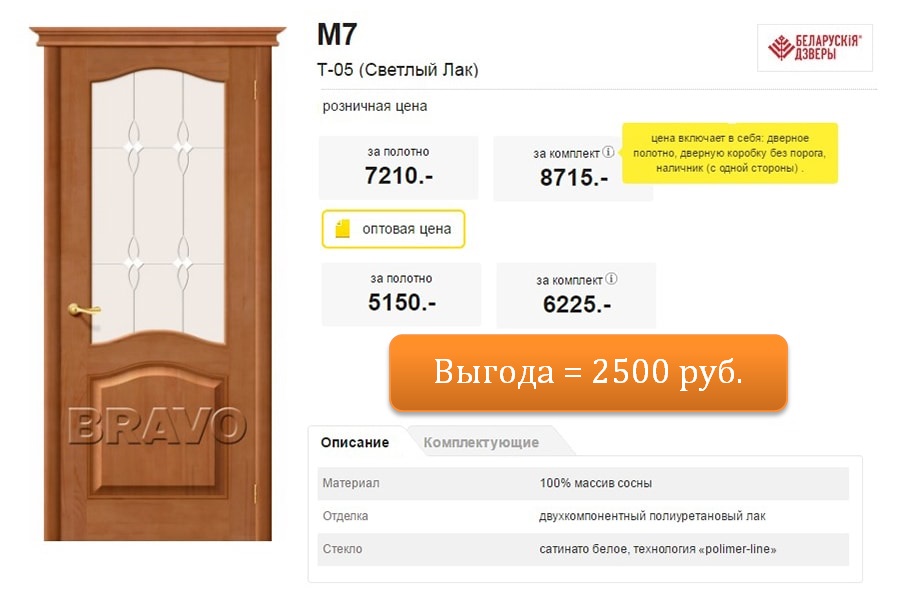 М7
Т-05 (Светлый Лак)
БЕЛАРУСКІЯ
ДЗВЕРЫ
розничная цена
за полотно
7210.-
за комплект
8715.-
цена включает в себя: дверное
полотно, дверную коробку без порога,
наличник (с одной стороны) .
оптовая цена
за полотно
5150.-
за комплект
6225.-
Выгода = 2500 руб.
BRAVO
Описание
Комплектующие
Материал 100% массив сосны
Отделка двухкомпонентный полиуретановый лак
Стекло сатинато белое, технология «polimer-line»